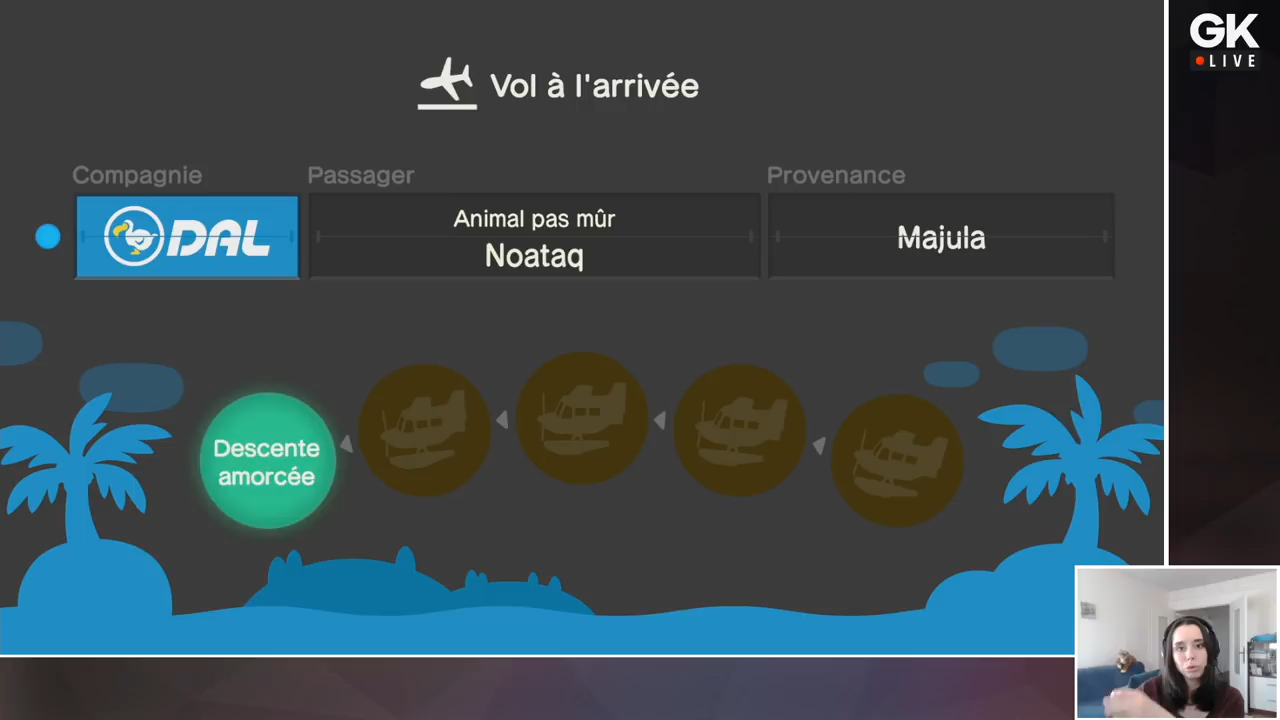 GK
LIVE
Vol à l'arrivée
Compagnie
Passager
Provenance
DAL
Animal pas mûr
Noataq
Majula
Descente
amorcée